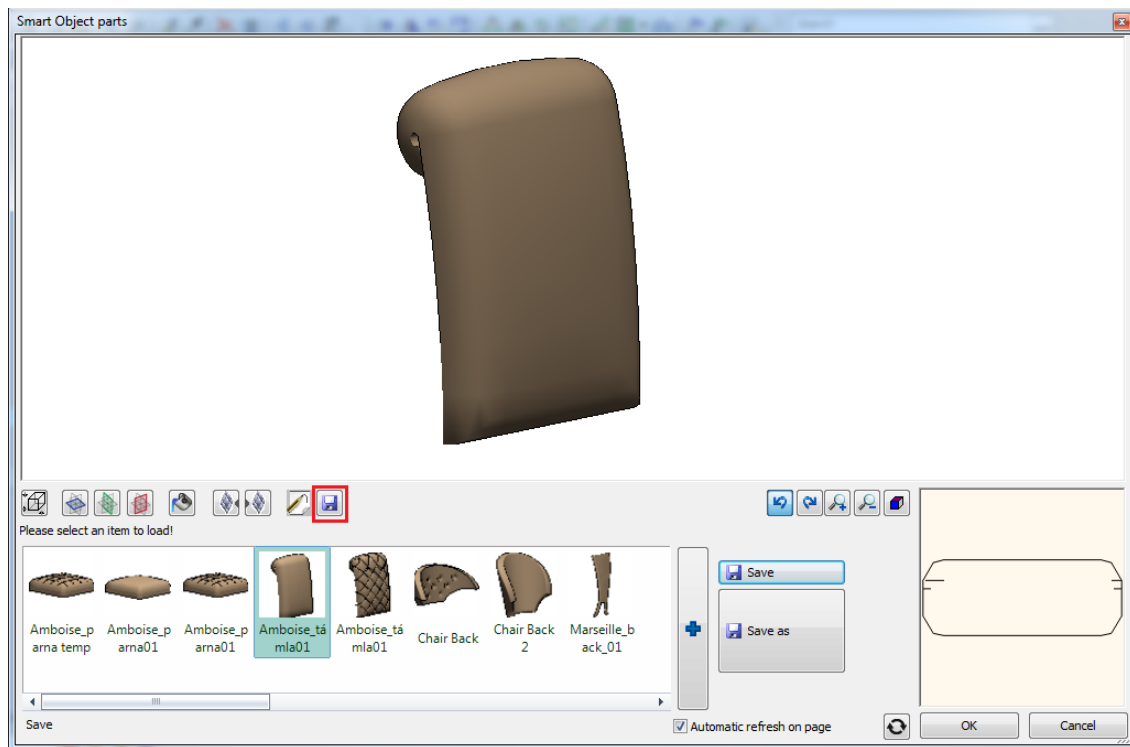 Smart Object parts
Please select an item to load!
Amboise_p
arna temp
Amboise_p
arna01
Amboise_p
arna01
Amboise_tá
mla01
Amboise_tá
mla01
Chair Back
Chair Back
2
Marseille_b
ack_01
Save
Save as
Save
Automatic refresh on page
OK
Cancel